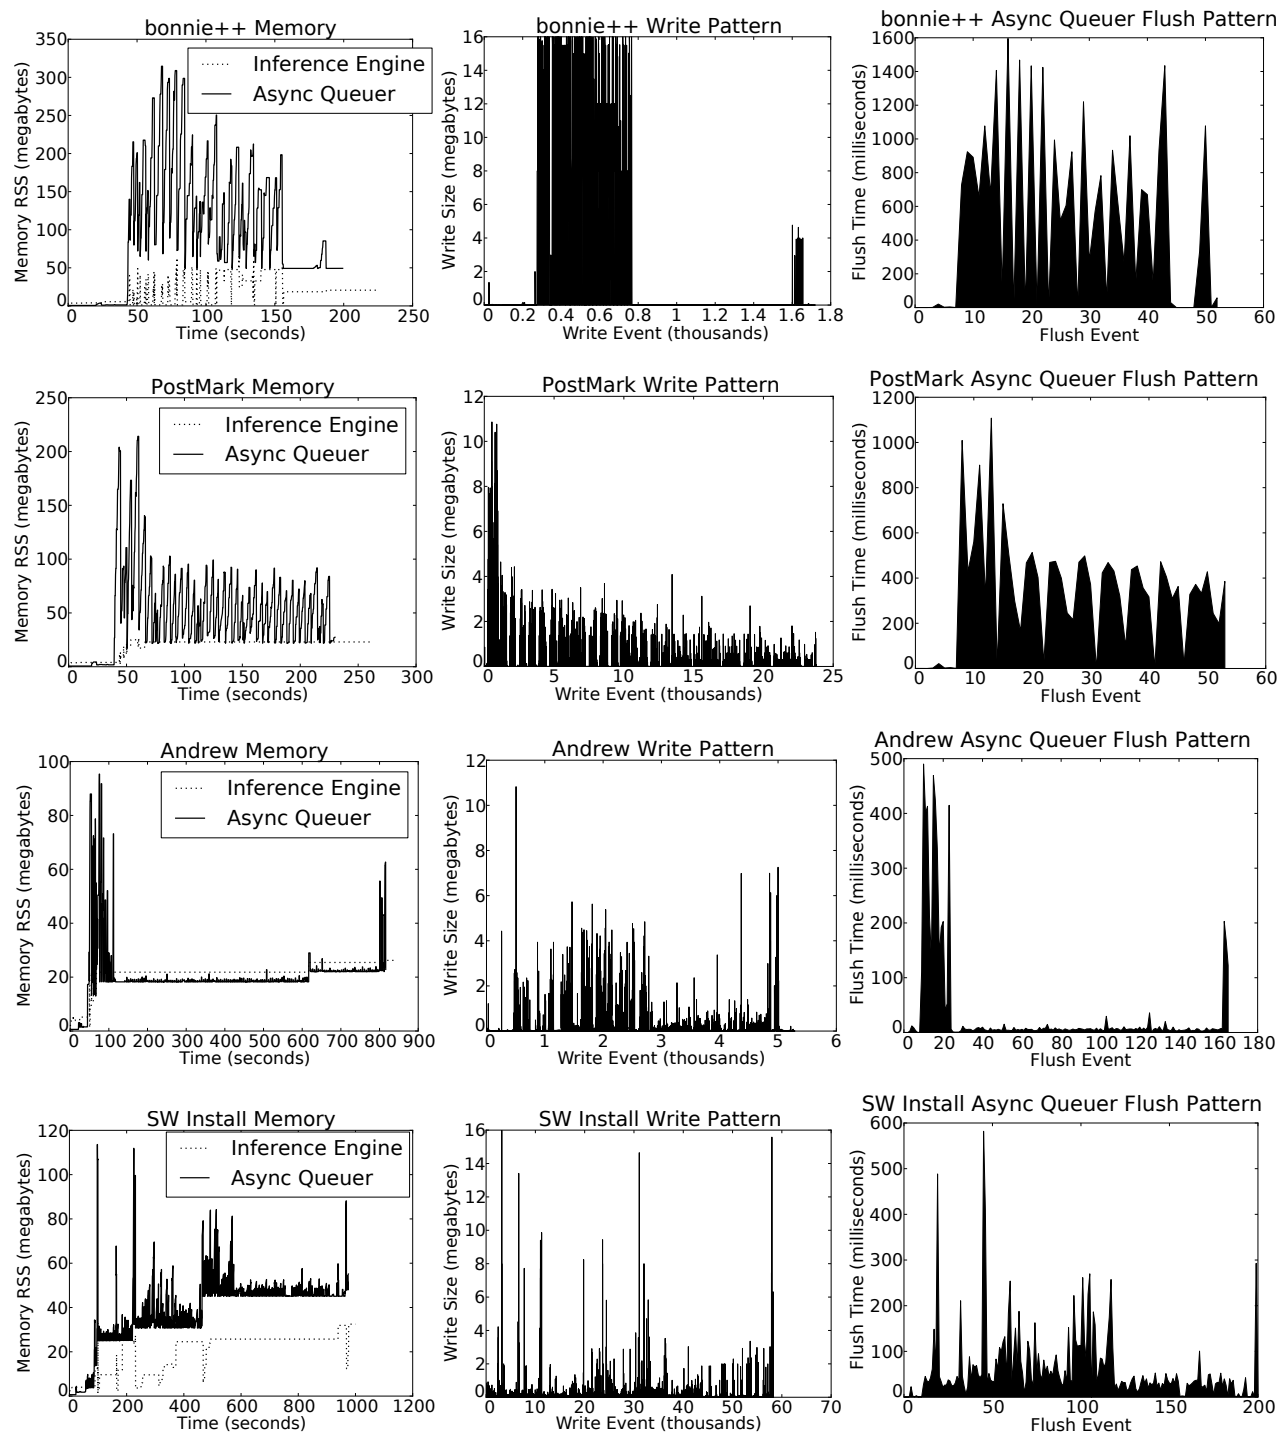 bonnie++ Memory
Memory RSS (megabytes)
350
300
250
200
150
100
50
0
Inference Engine
Async Queuer
0 50 100 150 200 250
Time (seconds)
bonnie++ Write Pattern
Write Size (megabytes)
16
14
12
10
8
6
4
2
0
0 0.2 0.4 0.6 0.8 1 1.2 1.4 1.6 1.8
Write Event (thousands)
bonnie++ Async Queuer Flush Pattern
Flush Time (milliseconds)
1600
1400
1200
1000
800
600
400
200
0
0 10 20 30 40 50 60
Flush Event
PostMark Memory
Memory RSS (megabytes)
250
200
150
100
50
0
Inference Engine
Async Queuer
0 50 100 150 200 250 300
Time (seconds)
PostMark Write Pattern
Write Size (megabytes)
12
10
8
6
4
2
0
0 5 10 15 20 25
Write Event (thousands)
PostMark Async Queuer Flush Pattern
Flush Time (milliseconds)
1200
1000
800
600
400
200
0
0 10 20 30 40 50 60
Flush Event
Andrew Memory
Memory RSS (megabytes)
100
80
60
40
20
0
Inference Engine
Async Queuer
0 100 200 300 400 500 600 700 800 900
Time (seconds)
Andrew Write Pattern
Write Size (megabytes)
12
10
8
6
4
2
0
0 1 2 3 4 5 6
Write Event (thousands)
Andrew Async Queuer Flush Pattern
Flush Time (milliseconds)
500
400
300
200
100
0
0 20 40 60 80 100 120 140 160 180
Flush Event
SW Install Memory
Memory RSS (megabytes)
120
100
80
60
40
20
0
Inference Engine
Async Queuer
0 200 400 600 800 1000 1200
Time (seconds)
SW Install Write Pattern
Write Size (megabytes)
16
14
12
10
8
6
4
2
0
0 10 20 30 40 50 60 70
Write Event (thousands)
SW Install Async Queuer Flush Pattern
Flush Time (milliseconds)
600
500
400
300
200
100
0
0 50 100 150 200
Flush Event